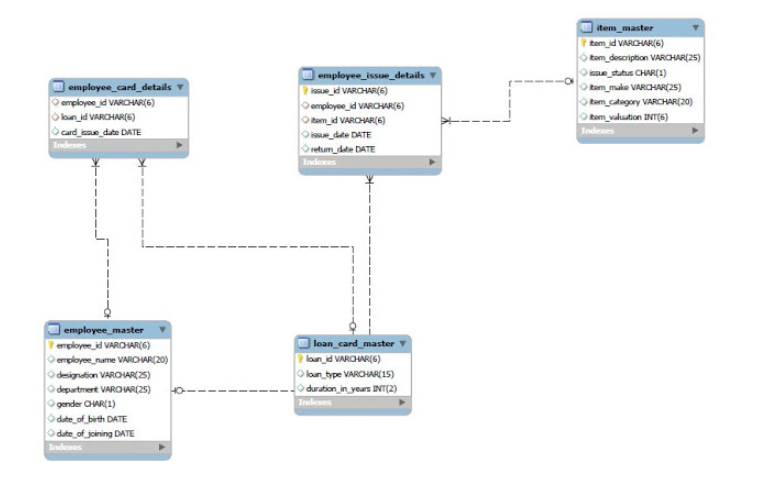 item_master
item_id VARCHAR(6)
item_description VARCHAR(25)
issue_status CHAR(1)
item_make VARCHAR(25)
item_category VARCHAR(20)
item_valuation INT(6)
Indexes
employee_card_details
employee_id VARCHAR(6)
loan_id VARCHAR(6)
card_issue_date DATE
Indexes
employee_issue_details
issue_id VARCHAR(6)
employee_id VARCHAR(6)
item_id VARCHAR(6)
issue_date DATE
return_date DATE
Indexes
employee_master
employee_id VARCHAR(6)
employee_name VARCHAR(20)
designation VARCHAR(25)
department VARCHAR(25)
gender CHAR(1)
date_of_birth DATE
date_of_joining DATE
Indexes
loan_card_master
loan_id VARCHAR(6)
loan_type VARCHAR(15)
duration_in_years INT(2)
Indexes